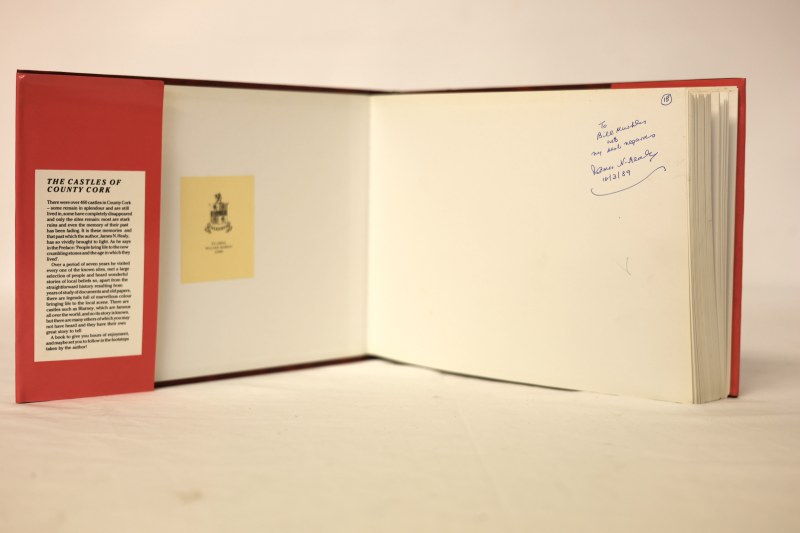 THE CASTLES OF
COUNTY CORK
There were over 400 castles in County Cork
– some remain in splendour and are still
lived in, some have completely disappeared
and only the sites remain: most are stark
ruins and even the memory of their past
has been fading. It is these memories and
that past which the author, James N. Healy,
has so vividly brought to light. As he says
in the Preface: 'People bring life to the now
crumbling stones and the age in which they
lived'.
Over a period of seven years he visited
every one of the known sites, met a large
selection of people and heard wonderful
stories of local beliefs so, apart from the
straightforward history resulting from
years of study of documents and old papers,
there are legends full of marvellous colour
bringing life to the local scene. There are
castles such as Blarney, which are famous
all over the world, and so its story is known,
but there are many others of which you may
not have heard and they have their own
great story to tell
A book to give you hours of enjoyment,
and maybe set you to follow in the footsteps
taken by the author!
18
To
Bill
with
my best regards
James N. Healy
10/3/89